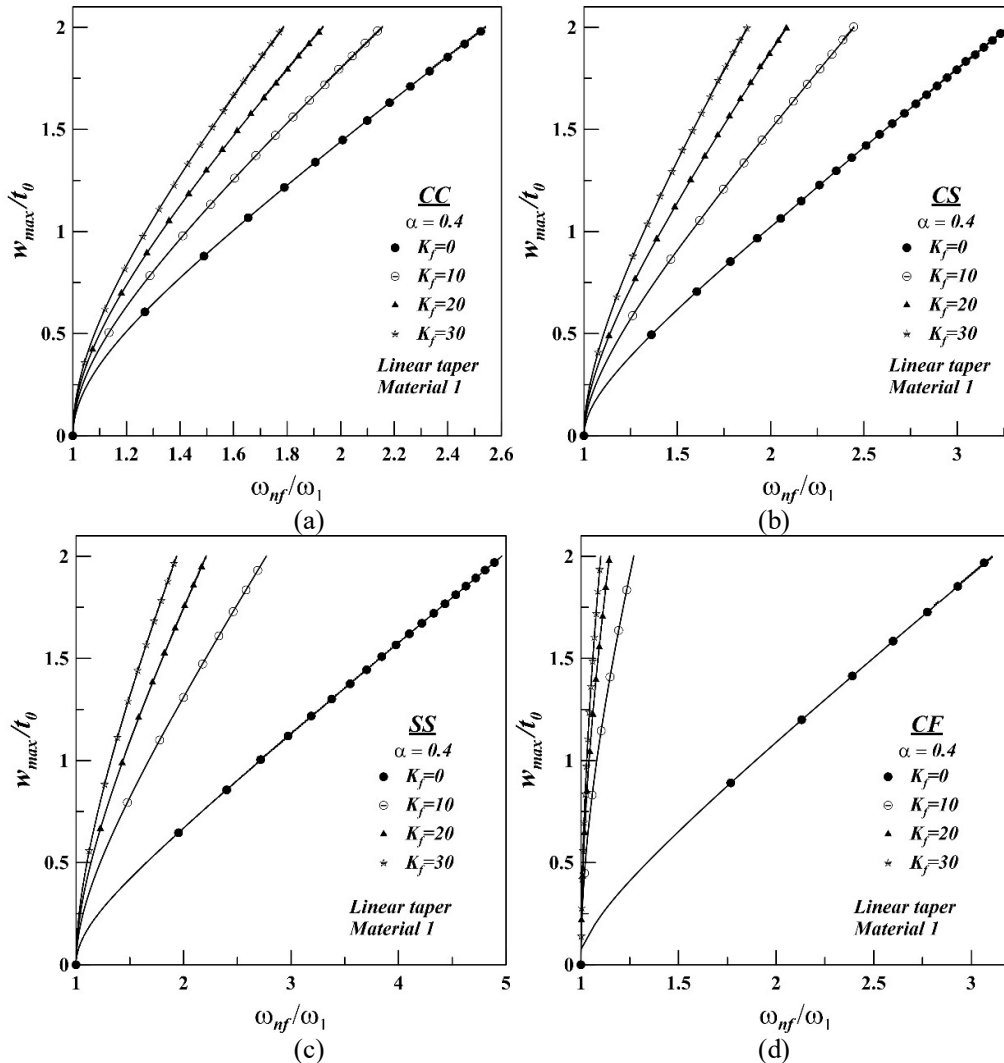 2
1.5
1
0.5
0
w_max/t_0
CC
α = 0.4
K_f=0
K_f=10
K_f=20
K_f=30
Linear taper
Material 1
1 1.2 1.4 1.6 1.8 2 2.2 2.4 2.6
ω_nf/ω_1
(a)
2
1.5
1
0.5
0
w_max/t_0
CS
α = 0.4
K_f=0
K_f=10
K_f=20
K_f=30
Linear taper
Material 1
1 1.5 2 2.5 3
ω_nf/ω_1
(b)
2
1.5
1
0.5
0
w_max/t_0
SS
α = 0.4
K_f=0
K_f=10
K_f=20
K_f=30
Linear taper
Material 1
1 2 3 4 5
ω_nf/ω_1
(c)
2
1.5
1
0.5
0
w_max/t_0
CF
α = 0.4
K_f=0
K_f=10
K_f=20
K_f=30
Linear taper
Material 1
1 1.5 2 2.5 3
ω_nf/ω_1
(d)